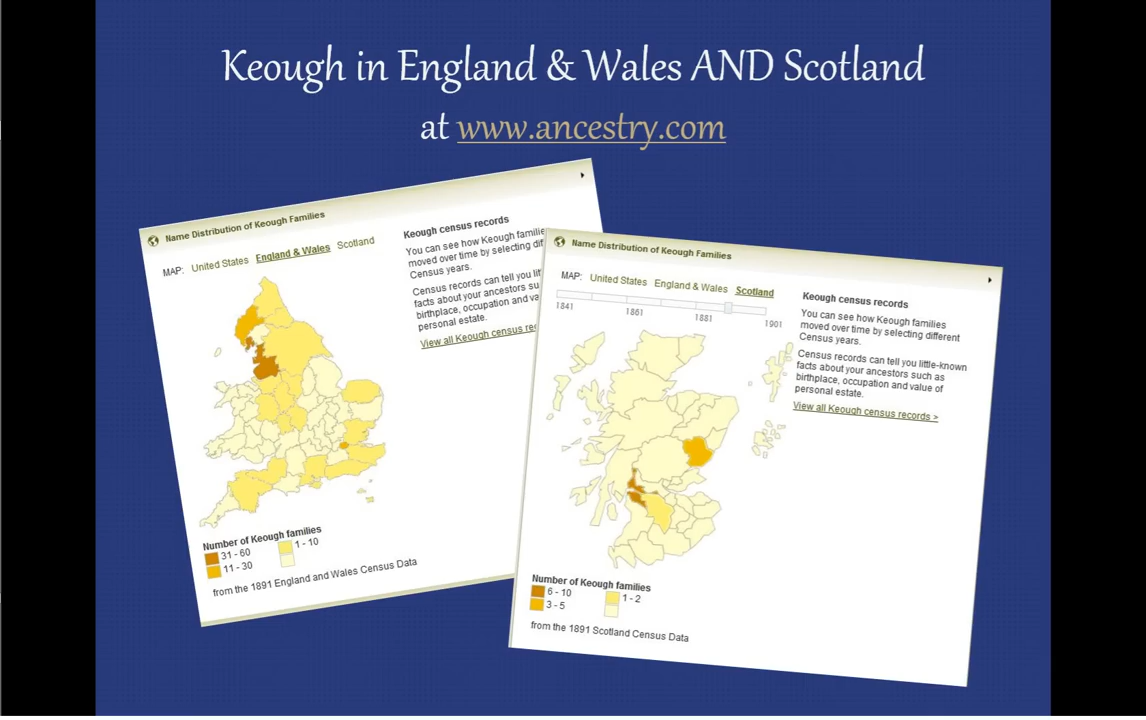 Keough in England & Wales AND Scotland
at www.ancestry.com
Name Distribution of Keough Families
MAP: United States England & Wales Scotland
Keough census records
You can see how Keough familie
moved over time by selecting dif
Census years.
Census records can tell you lit
facts about your ancestors su
birthplace, occupation and va
personal estate.
View all Keough census rec
Number of Keough families
31 - 60
11 - 30
1 - 10
from the 1891 England and Wales Census Data
Name Distribution of Keough Families
MAP: United States England & Wales Scotland
1841
1861
1881
1901
Keough census records
You can see how Keough families
moved over time by selecting different
Census years.
Census records can tell you little-known
facts about your ancestors such as
birthplace, occupation and value of
personal estate.
View all Keough census records >
Number of Keough families
6 - 10
3 - 5
1 - 2
from the 1891 Scotland Census Data